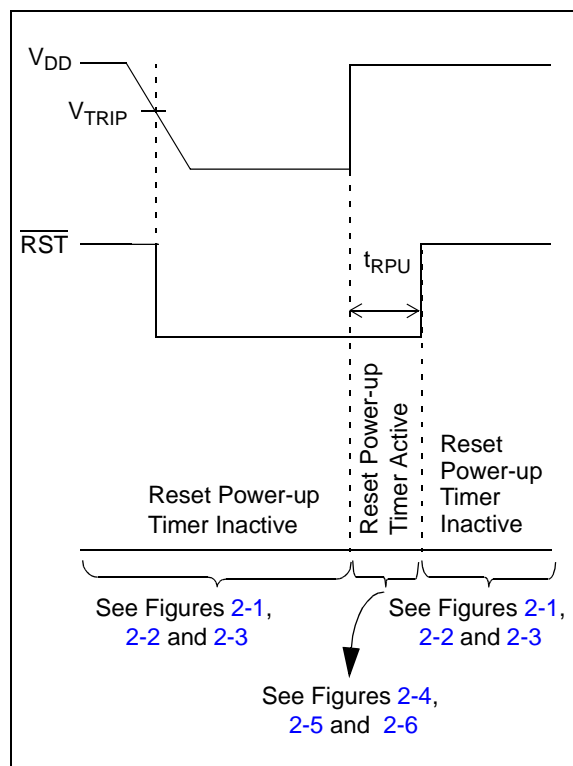 VDD
VTRIP
RST
tRPU
Reset Power-up
Timer Inactive
Reset Power-up
Timer Active
Reset
Power-up
Timer
Inactive
See Figures 2-1,
2-2 and 2-3
See Figures 2-4,
2-5 and 2-6
See Figures 2-1,
2-2 and 2-3